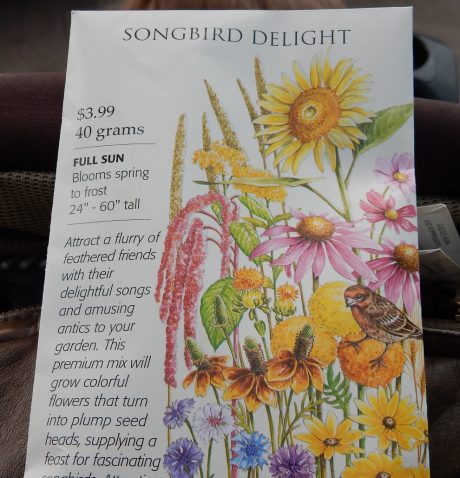 SONGBIRD DELIGHT
$3.99
40 grams
FULL SUN
Blooms spring
to frost
24" - 60" tall
Attract a flurry of
feathered friends
with their
delightful songs
and amusing
antics to your
garden. This
premium mix will
grow colorful
flowers that turn
into plump seed
heads, supplying a
feast for fascinating